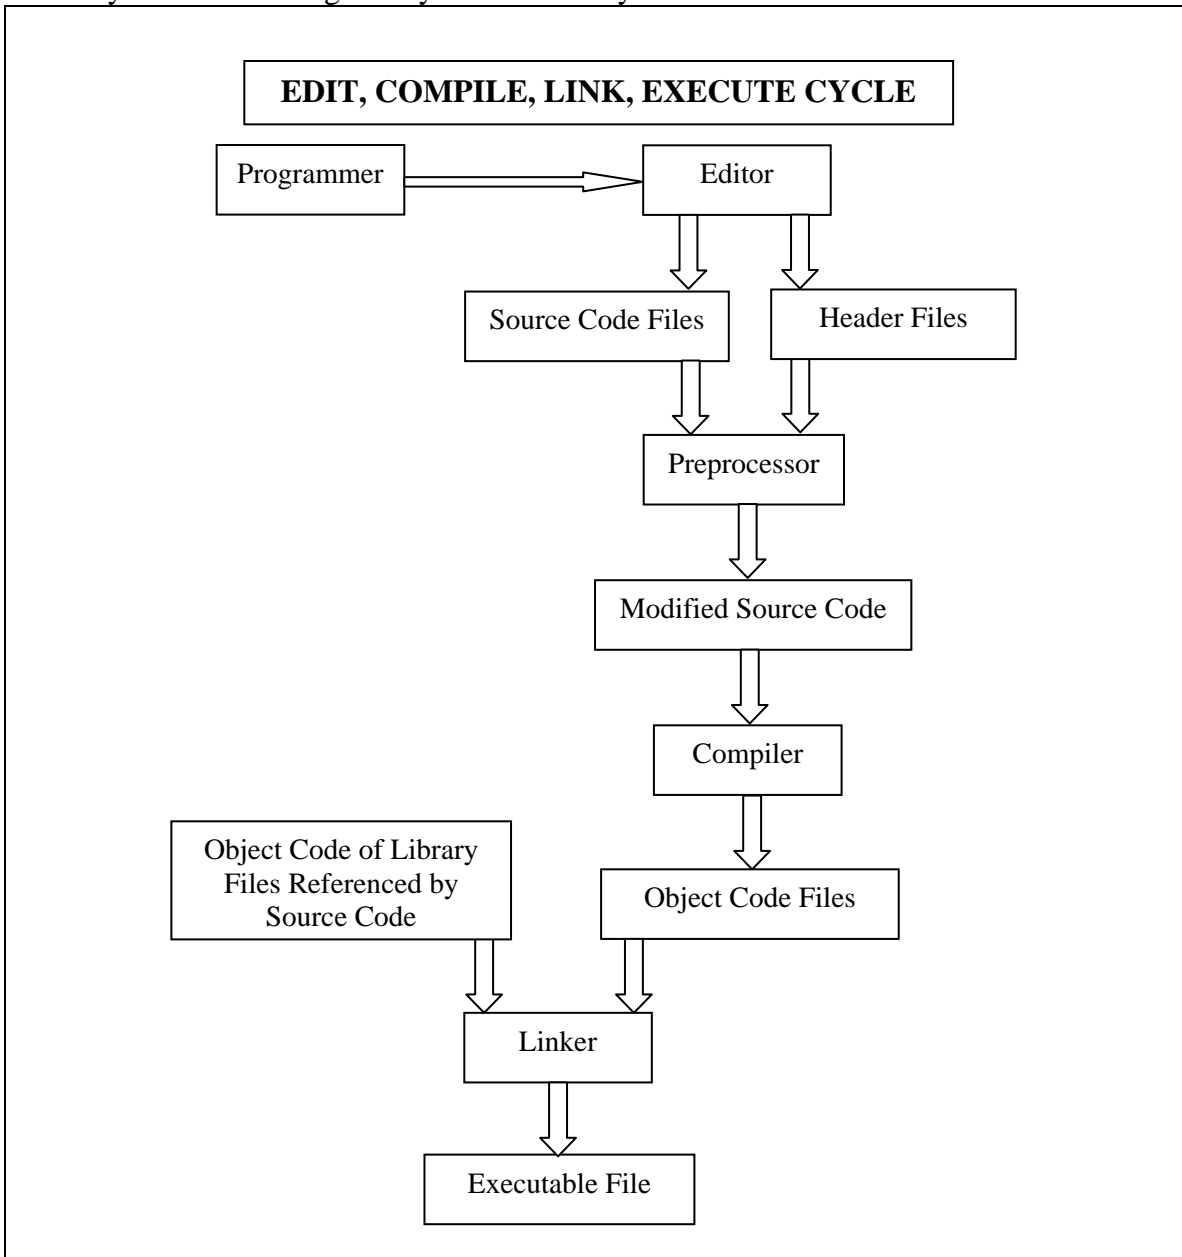 EDIT, COMPILE, LINK, EXECUTE CYCLE
Programmer
Editor
Source Code Files
Header Files
Preprocessor
Modified Source Code
Compiler
Object Code of Library
Files Referenced by
Source Code
Object Code Files
Linker
Executable File